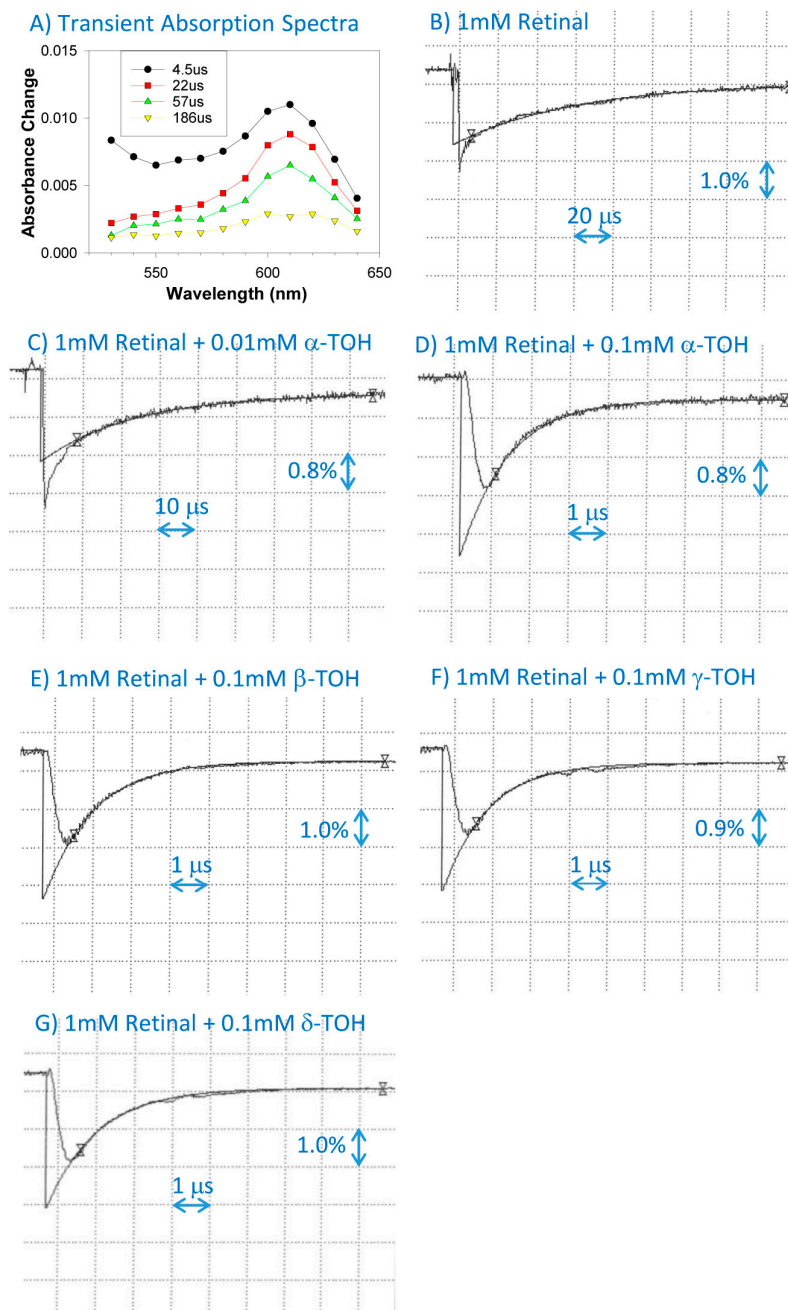 A) Transient Absorption Spectra
0.015
0.010
0.005
0.000
Absorbance Change
4.5us
22us
57us
186us
550
600
650
Wavelength (nm)
B) 1mM Retinal
1.0%
20 μs
C) 1mM Retinal + 0.01mM α-TOH
0.8%
10 μs
D) 1mM Retinal + 0.1mM α-TOH
0.8%
1 μs
E) 1mM Retinal + 0.1mM β-TOH
1.0%
1 μs
F) 1mM Retinal + 0.1mM γ-TOH
0.9%
1 μs
G) 1mM Retinal + 0.1mM δ-TOH
1.0%
1 μs